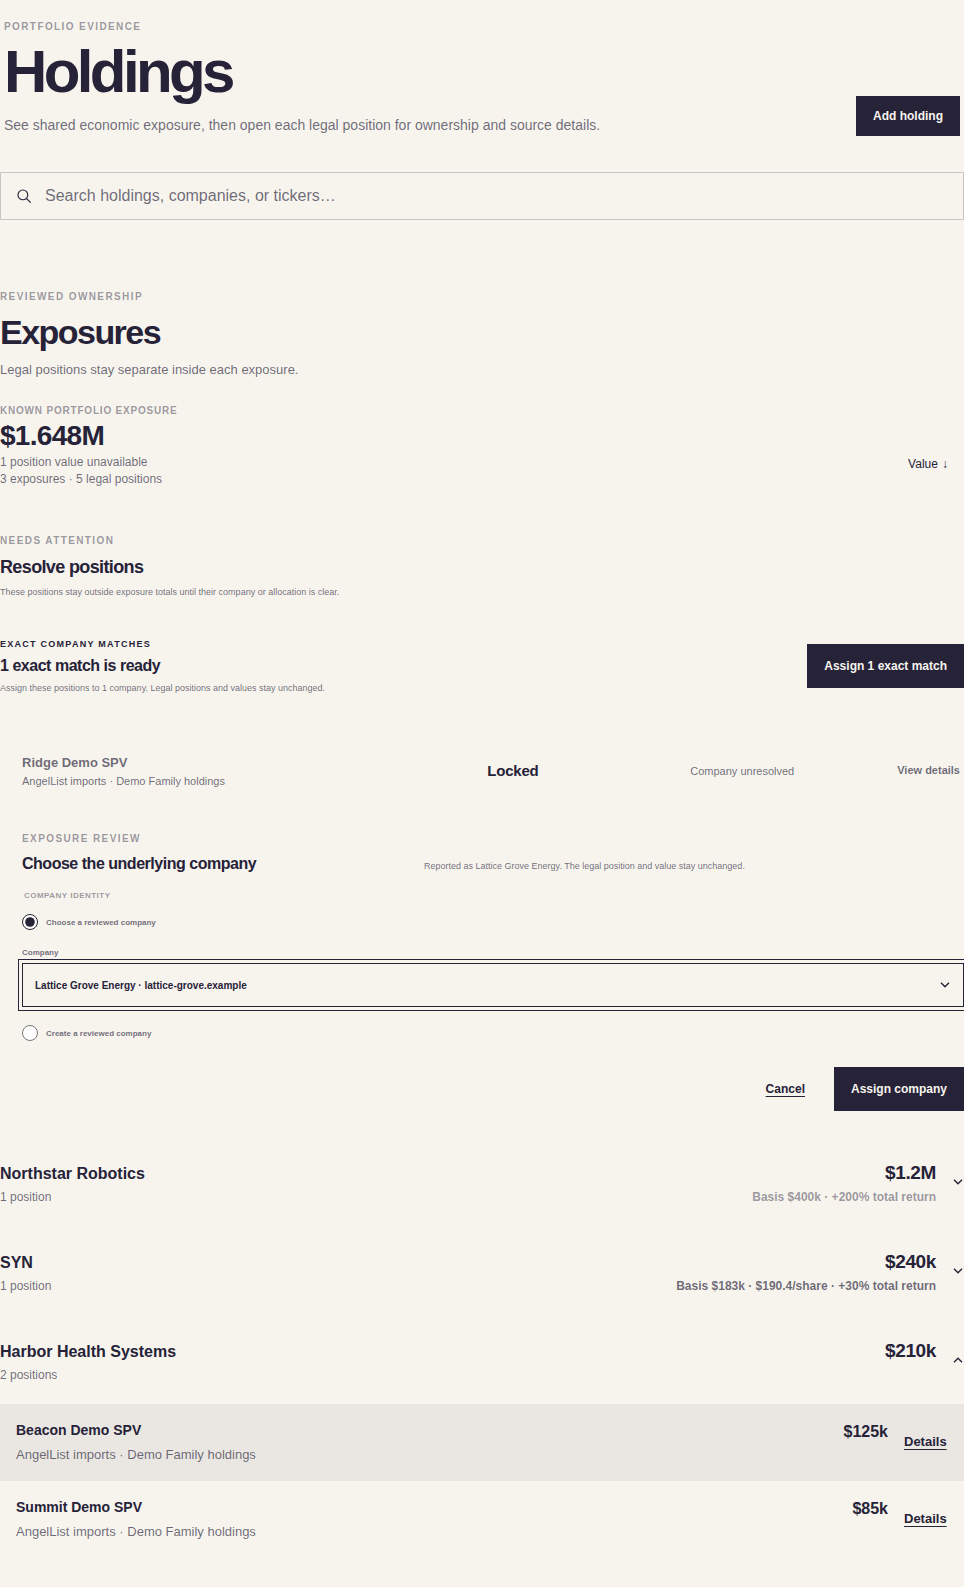 PORTFOLIO EVIDENCE
Holdings
See shared economic exposure, then open each legal position for ownership and source details.
Add holding
Search holdings, companies, or tickers…
REVIEWED OWNERSHIP
Exposures
Legal positions stay separate inside each exposure.
KNOWN PORTFOLIO EXPOSURE
$1.648M
1 position value unavailable
3 exposures · 5 legal positions
Value ↓
NEEDS ATTENTION
Resolve positions
These positions stay outside exposure totals until their company or allocation is clear.
EXACT COMPANY MATCHES
1 exact match is ready
Assign these positions to 1 company. Legal positions and values stay unchanged.
Assign 1 exact match
Ridge Demo SPV
AngelList imports · Demo Family holdings
Locked
Company unresolved
View details
EXPOSURE REVIEW
Choose the underlying company
Reported as Lattice Grove Energy. The legal position and value stay unchanged.
COMPANY IDENTITY
Choose a reviewed company
Company
Lattice Grove Energy · lattice-grove.example
Create a reviewed company
Cancel
Assign company
Northstar Robotics
1 position
$1.2M
Basis $400k · +200% total return
SYN
1 position
$240k
Basis $183k · $190.4/share · +30% total return
Harbor Health Systems
2 positions
$210k
Beacon Demo SPV
AngelList imports · Demo Family holdings
$125k
Details
Summit Demo SPV
AngelList imports · Demo Family holdings
$85k
Details